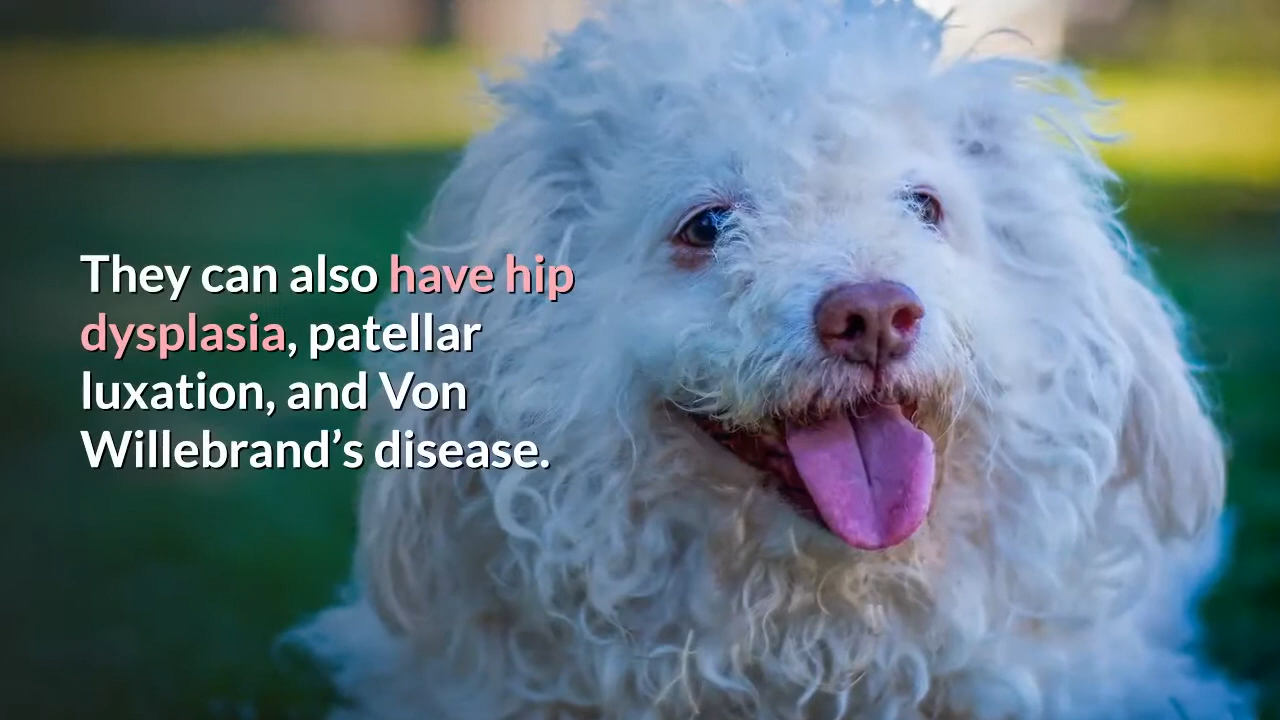 They can also have hip
dysplasia, patellar
luxation, and Von
Willebrand’s disease.